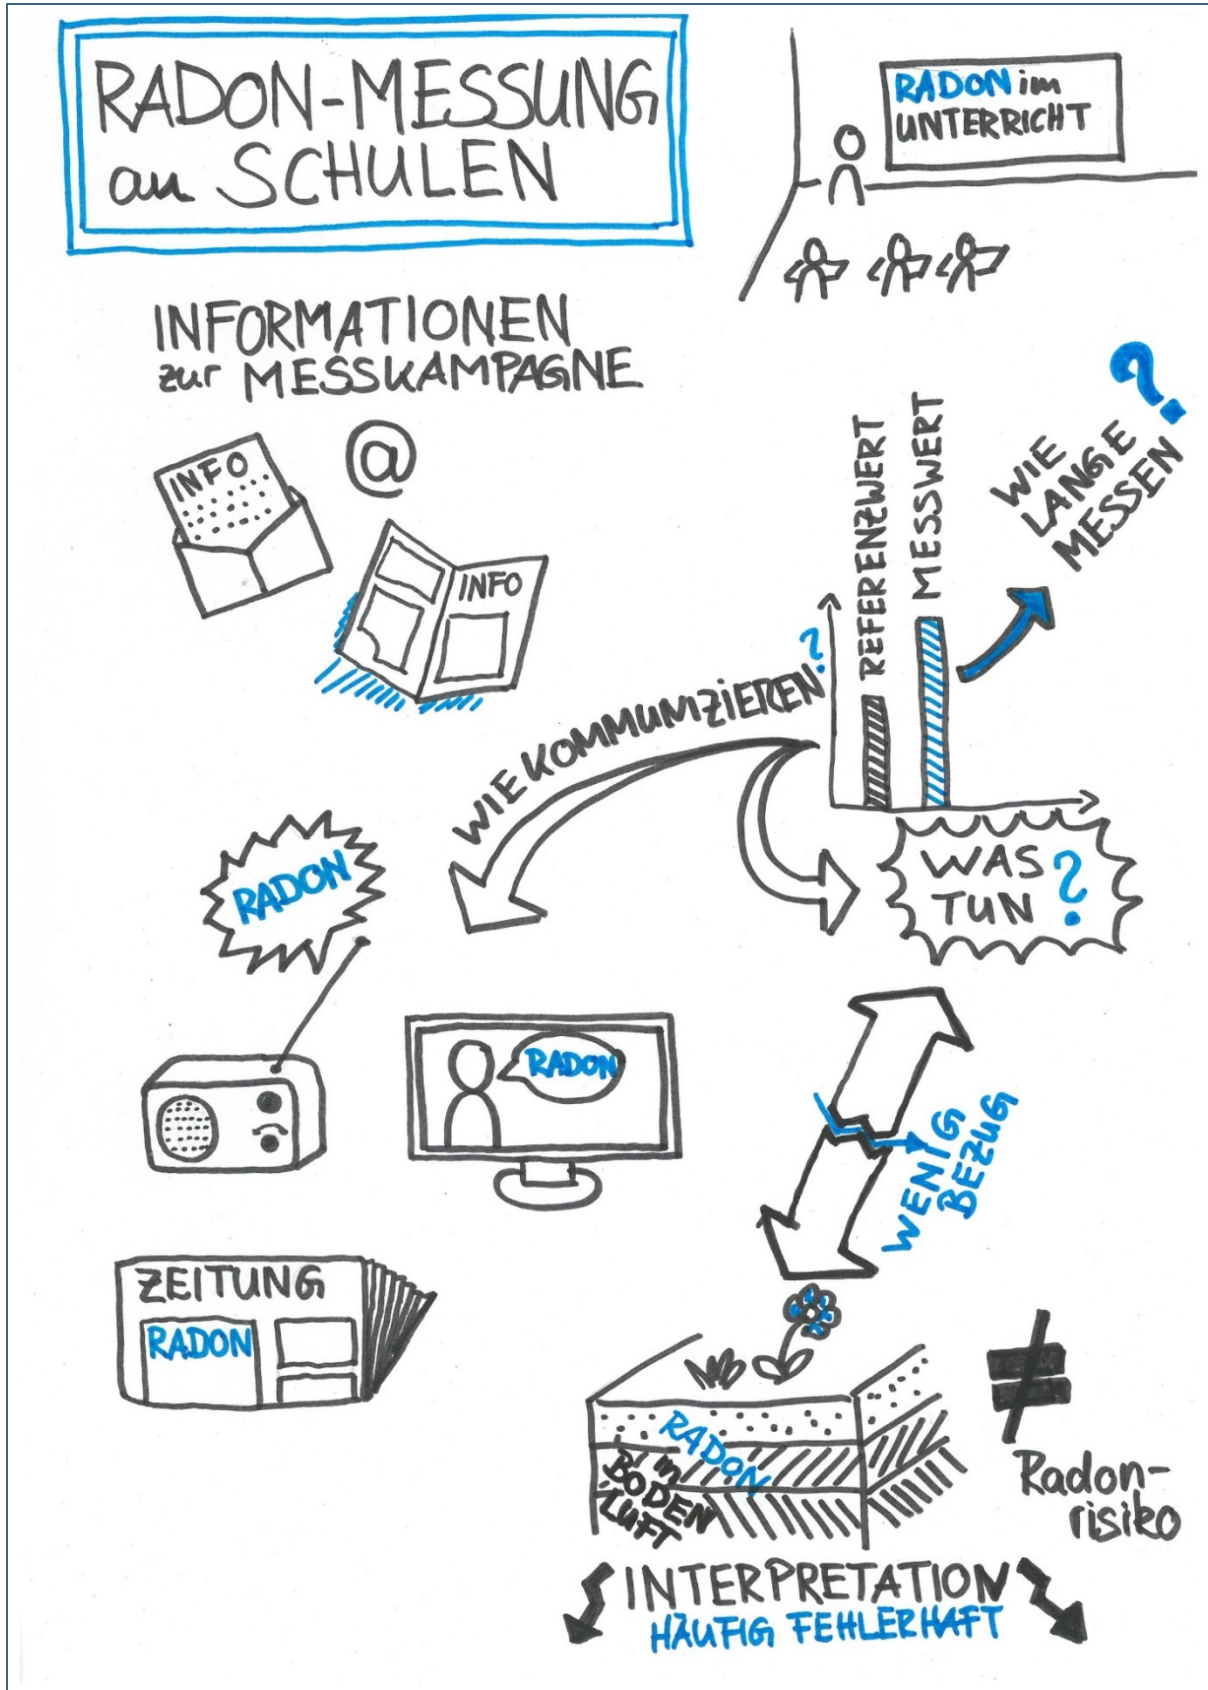 RADON-MESSUNG
an SCHULEN
RADON im
UNTERRICHT
INFORMATIONEN
zur MESSKAMPAGNE
INFO
@
INFO
REFERENZWERT
MESSWERT
WIE
LANGE
MESSEN
?
WIE KOMMUNIZIEREN?
WAS
TUN ?
RADON
RADON
WENIG
BEZUG
ZEITUNG
RADON
RADON
in
BODEN
LUFT
≠
Radon-
risiko
INTERPRETATION
HÄUFIG FEHLERHAFT